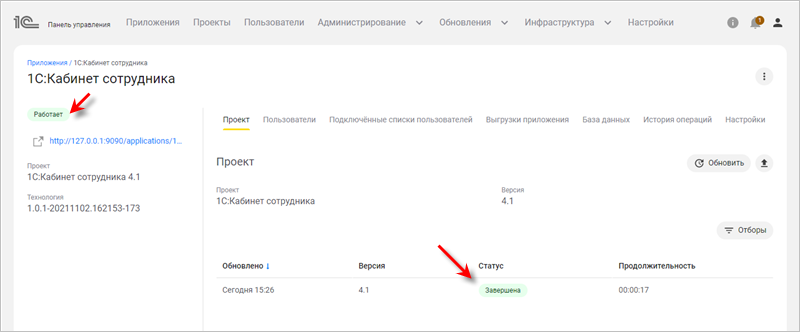 1С Панель управления Приложения Проекты Пользователи Администрирование Обновления Инфраструктура Настройки 1
Приложения / 1С:Кабинет сотрудника
1С:Кабинет сотрудника
Работает
http://127.0.0.1:9090/applications/1...
Проект
1С:Кабинет сотрудника 4.1
Технология
1.0.1-20211102.162153-173
Проект Пользователи Подключённые списки пользователей Выгрузки приложения База данных История операций Настройки
Проект Обновить
Проект Версия
1С:Кабинет сотрудника 4.1
Отборы
Обновлено ↓ Версия Статус Продолжительность
Сегодня 15:26 4.1 Завершена 00:00:17